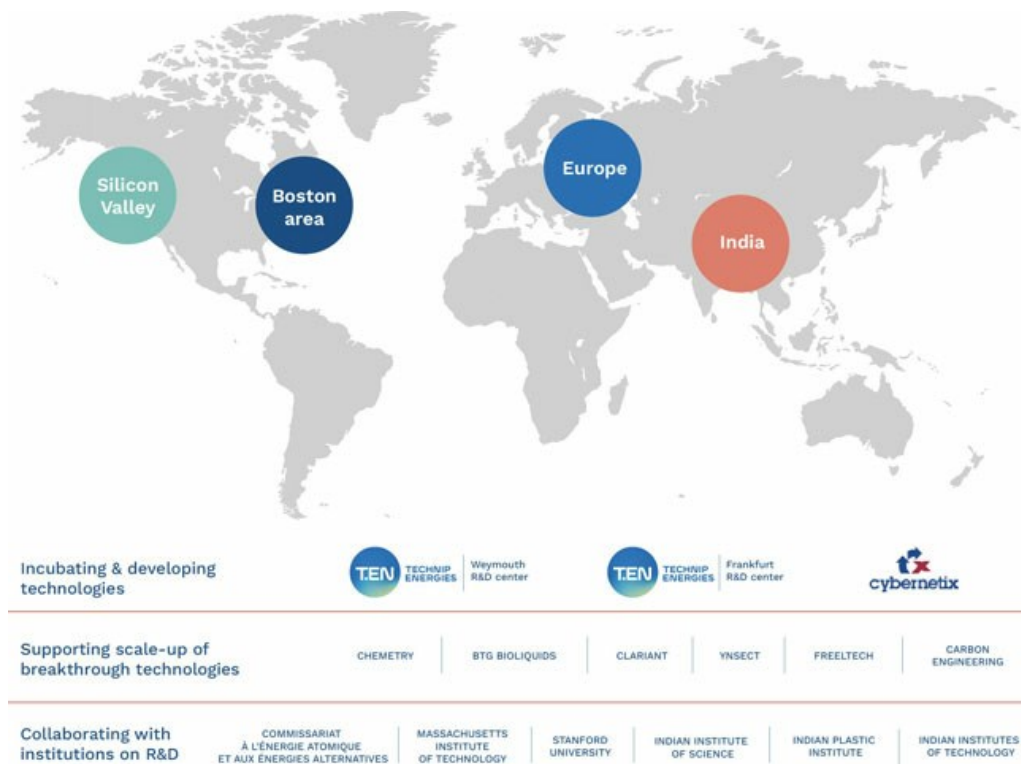 Silicon
Valley
Boston
area
Europe
India
Incubating & developing
technologies
T.EN TECHNIP
ENERGIES
Weymouth
R&D center
T.EN TECHNIP
ENERGIES
Frankfurt
R&D center
cybernetix
Supporting scale-up of
breakthrough technologies
CHEMETRY
BTG BIOLIQUIDS
CLARIANT
YNSECT
FREELTECH
CARBON
ENGINEERING
Collaborating with
institutions on R&D
COMMISSARIAT
À L'ÉNERGIE ATOMIQUE
ET AUX ÉNERGIES ALTERNATIVES
MASSACHUSETTS
INSTITUTE
OF TECHNOLOGY
STANFORD
UNIVERSITY
INDIAN INSTITUTE
OF SCIENCE
INDIAN PLASTIC
INSTITUTE
INDIAN INSTITUTES
OF TECHNOLOGY